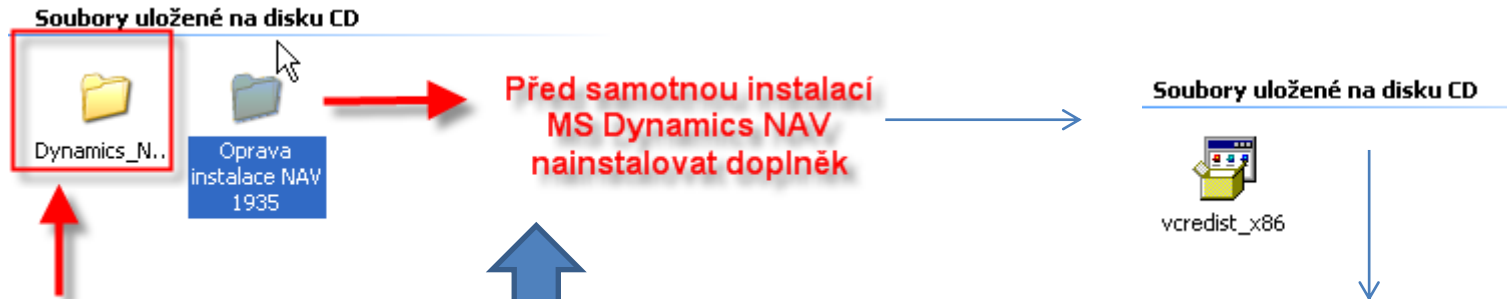 Soubory uložené na disku CD
Dynamics_N..
Oprava
instalace NAV
1935
Před samotnou instalací
MS Dynamics NAV
nainstalovat doplněk
Soubory uložené na disku CD
vcredist_x86